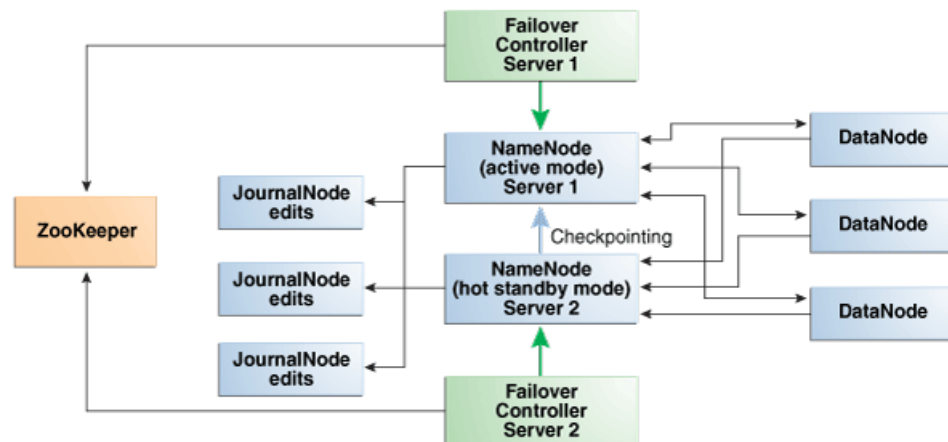 Failover
Controller
Server 1
NameNode
(active mode)
Server 1
DataNode
JournalNode
edits
ZooKeeper
Checkpointing
DataNode
NameNode
(hot standby mode)
Server 2
JournalNode
edits
DataNode
JournalNode
edits
Failover
Controller
Server 2